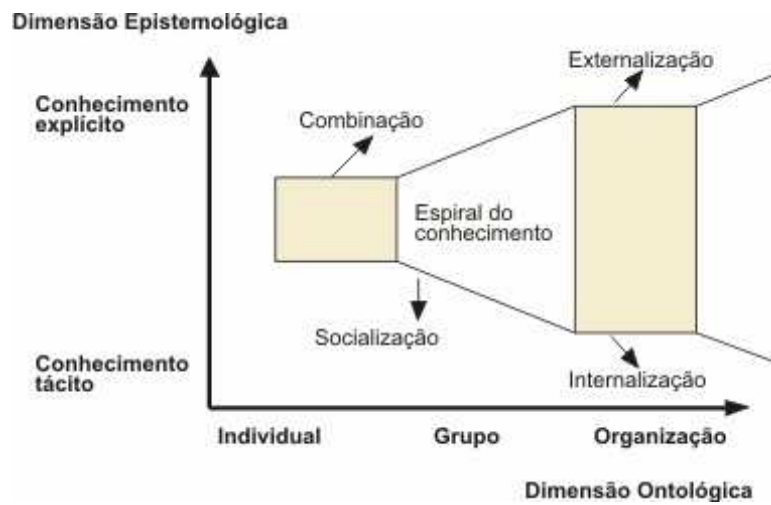 Dimensão Epistemológica
Externalização
Conhecimento
explícito
Combinação
Espiral do
conhecimento
Socialização
Conhecimento
tácito
Internalização
Individual
Grupo
Organização
Dimensão Ontológica